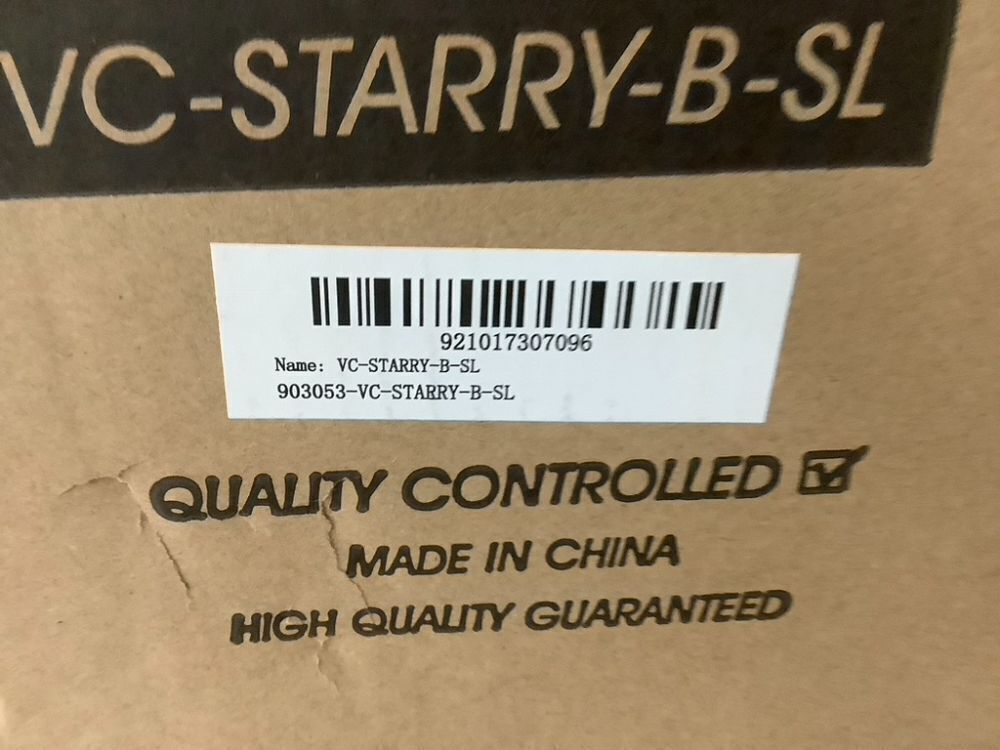 VC-STARRY-B-SL
921017307096
Name: VC-STARRY-B-SL
903053-VC-STARRY-B-SL
QUALITY CONTROLLED
MADE IN CHINA
HIGH QUALITY GUARANTEED